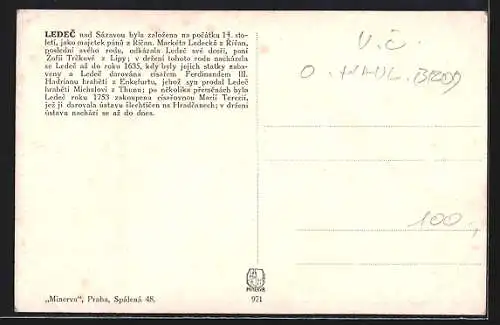 LEDEČ nad Sázavou byla založena na počátku 14. sto-
letí, jako majetek pánů z Říčan. Markéta Ledecká z Říčan,
poslední svého rodu, odkázala Ledeč své dceři, paní
Žofii Trčkové z Lípy; v držení tohoto rodu nacházela
se Ledeč až do roku 1635, kdy byly jejich statky zaba-
veny a Ledeč darována císařem Ferdinandem III.
Hadrianu hraběti z Enkefurtu, jehož syn prodal Ledeč
hraběti Michalovi z Thunu; po několika přeměnách byla
Ledeč roku 1753 zakoupena císařovnou Marií Terezií,
jež ji darovala ústavu šlechtičen na Hradčanech; v držení
ústavu nachází se až do dnes.
V.Č.
O. HAVL. BROD
100,
MINERVA
„Minerva", Praha, Spálená 48.
971